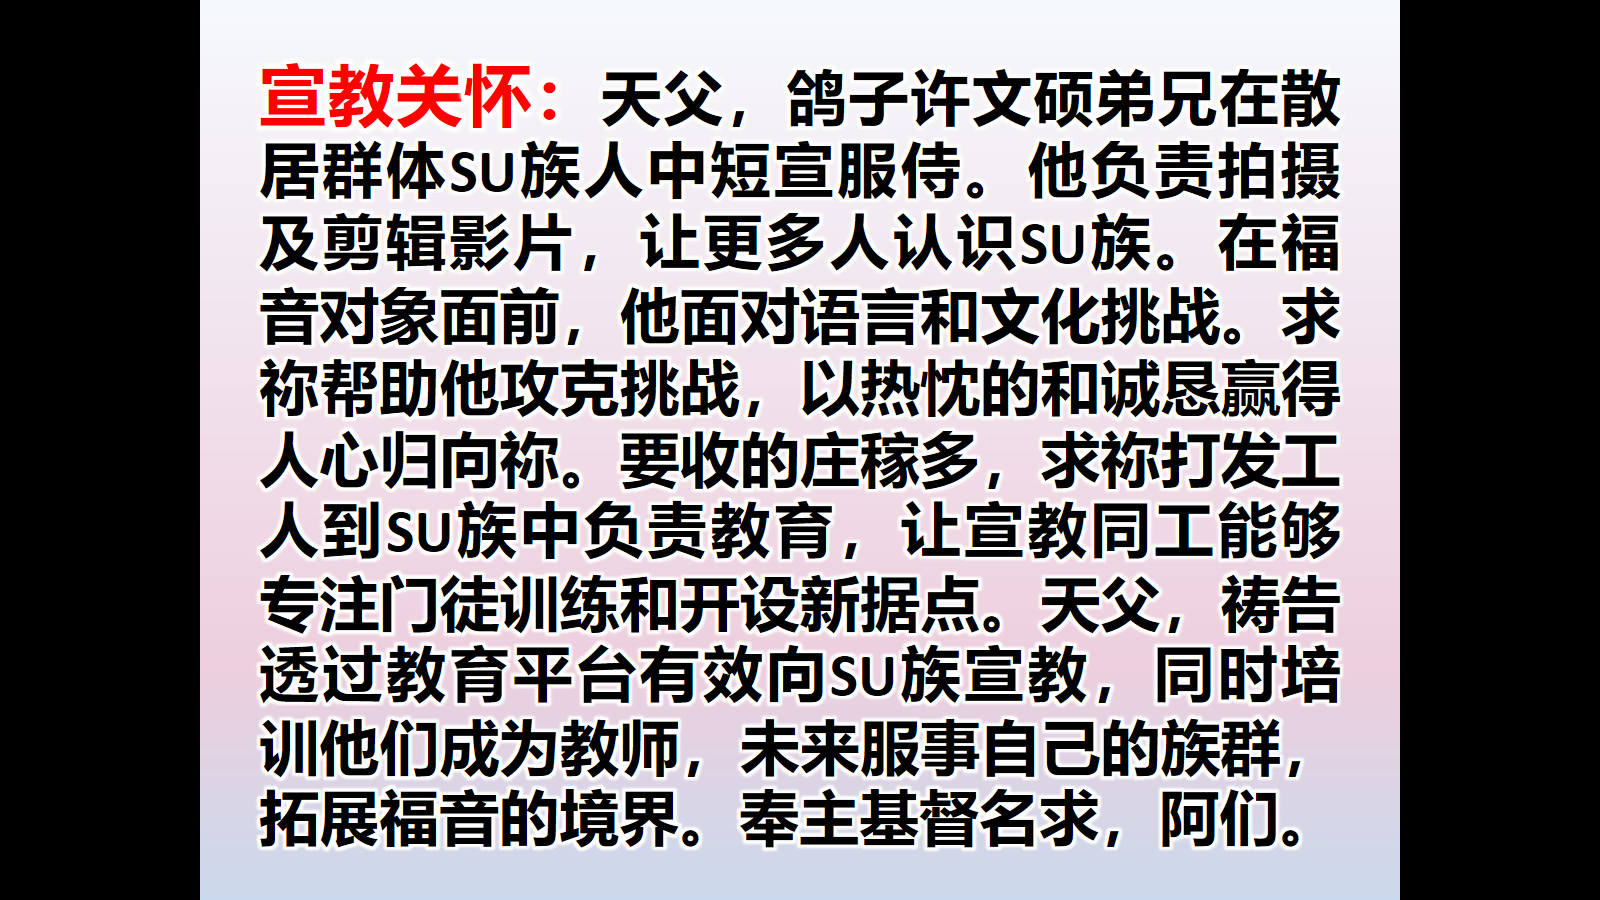 宣教关怀：天父，鸽子许文硕弟兄在散
居群体SU族人中短宣服侍。他负责拍摄
及剪辑影片，让更多人认识SU族。在福
音对象面前，他面对语言和文化挑战。求
祢帮助他攻克挑战，以热忱的和诚恳赢得
人心归向祢。要收的庄稼多，求祢打发工
人到SU族中负责教育，让宣教同工能够
专注门徒训练和开设新据点。天父，祷告
透过教育平台有效向SU族宣教，同时培
训他们成为教师，未来服事自己的族群，
拓展福音的境界。奉主基督名求，阿们。